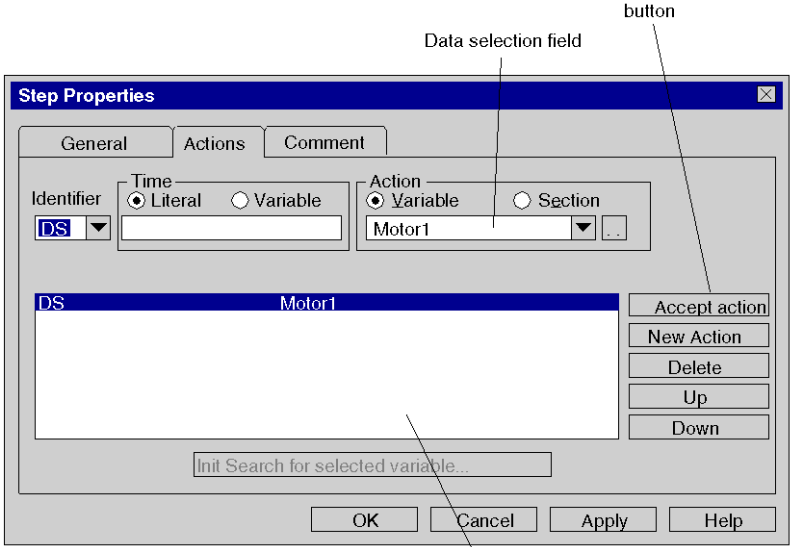 button
Data selection field
Step Properties
General
Actions
Comment
Identifier
Time
Literal
Variable
Action
Variable
Section
DS
Motor1
..
DS Motor1
Accept action
New Action
Delete
Up
Down
Init Search for selected variable...
OK
Cancel
Apply
Help